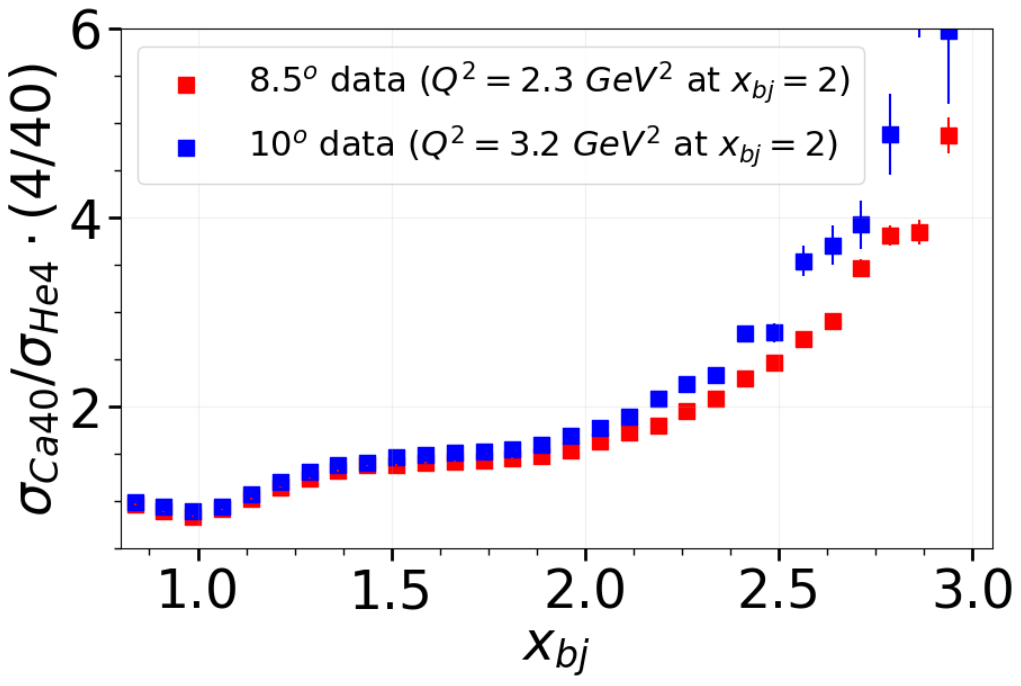 σ_Ca40/σ_He4 · (4/40)
6
4
2
8.5° data (Q² = 2.3 GeV² at x_bj = 2)
10° data (Q² = 3.2 GeV² at x_bj = 2)
1.0 1.5 2.0 2.5 3.0
x_bj